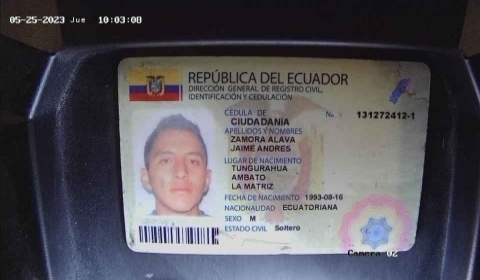 05-25-2023 Jue 10:03:08
REPÚBLICA DEL ECUADOR
DIRECCIÓN GENERAL DE REGISTRO CIVIL,
IDENTIFICACIÓN Y CEDULACIÓN
CÉDULA DE No. 131272412-1
CIUDADANÍA
APELLIDOS Y NOMBRES
ZAMORA ALAVA
JAIME ANDRES
LUGAR DE NACIMIENTO
TUNGURAHUA
AMBATO
LA MATRIZ
FECHA DE NACIMIENTO 1993-08-16
NACIONALIDAD ECUATORIANA
SEXO M
ESTADO CIVIL Soltero
Camera 02